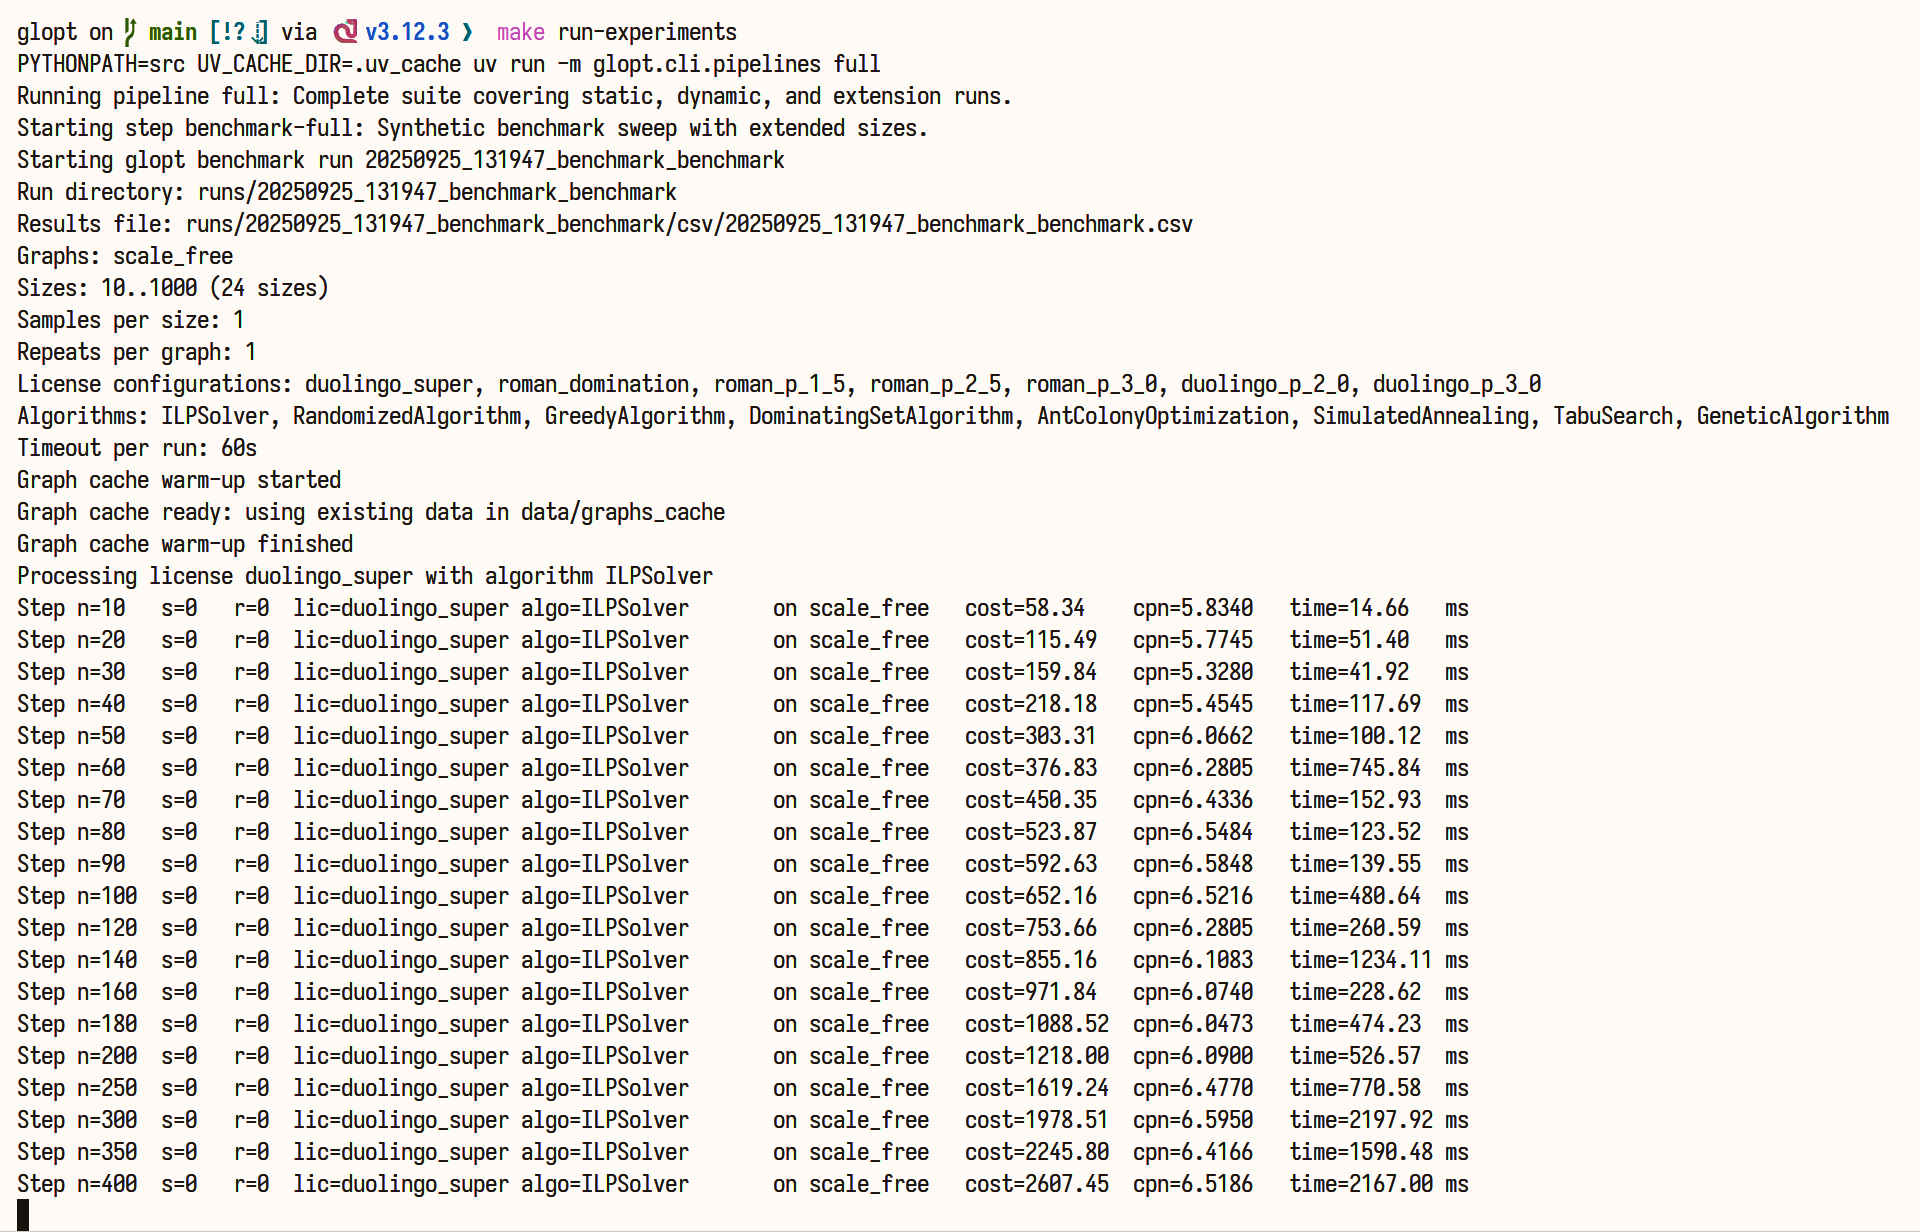 glopt on main [!?] via v3.12.3 ❯ make run-experiments
PYTHONPATH=src UV_CACHE_DIR=.uv_cache uv run -m glopt.cli.pipelines full
Running pipeline full: Complete suite covering static, dynamic, and extension runs.
Starting step benchmark-full: Synthetic benchmark sweep with extended sizes.
Starting glopt benchmark run 20250925_131947_benchmark_benchmark
Run directory: runs/20250925_131947_benchmark_benchmark
Results file: runs/20250925_131947_benchmark_benchmark/csv/20250925_131947_benchmark_benchmark.csv
Graphs: scale_free
Sizes: 10..1000 (24 sizes)
Samples per size: 1
Repeats per graph: 1
License configurations: duolingo_super, roman_domination, roman_p_1_5, roman_p_2_5, roman_p_3_0, duolingo_p_2_0, duolingo_p_3_0
Algorithms: ILPSolver, RandomizedAlgorithm, GreedyAlgorithm, DominatingSetAlgorithm, AntColonyOptimization, SimulatedAnnealing, TabuSearch, GeneticAlgorithm
Timeout per run: 60s
Graph cache warm-up started
Graph cache ready: using existing data in data/graphs_cache
Graph cache warm-up finished
Processing license duolingo_super with algorithm ILPSolver
Step n=10 s=0 r=0 lic=duolingo_super algo=ILPSolver on scale_free cost=58.34 cpn=5.8340 time=14.66 ms
Step n=20 s=0 r=0 lic=duolingo_super algo=ILPSolver on scale_free cost=115.49 cpn=5.7745 time=51.40 ms
Step n=30 s=0 r=0 lic=duolingo_super algo=ILPSolver on scale_free cost=159.84 cpn=5.3280 time=41.92 ms
Step n=40 s=0 r=0 lic=duolingo_super algo=ILPSolver on scale_free cost=218.18 cpn=5.4545 time=117.69 ms
Step n=50 s=0 r=0 lic=duolingo_super algo=ILPSolver on scale_free cost=303.31 cpn=6.0662 time=100.12 ms
Step n=60 s=0 r=0 lic=duolingo_super algo=ILPSolver on scale_free cost=376.83 cpn=6.2805 time=745.84 ms
Step n=70 s=0 r=0 lic=duolingo_super algo=ILPSolver on scale_free cost=450.35 cpn=6.4336 time=152.93 ms
Step n=80 s=0 r=0 lic=duolingo_super algo=ILPSolver on scale_free cost=523.87 cpn=6.5484 time=123.52 ms
Step n=90 s=0 r=0 lic=duolingo_super algo=ILPSolver on scale_free cost=592.63 cpn=6.5848 time=139.55 ms
Step n=100 s=0 r=0 lic=duolingo_super algo=ILPSolver on scale_free cost=652.16 cpn=6.5216 time=480.64 ms
Step n=120 s=0 r=0 lic=duolingo_super algo=ILPSolver on scale_free cost=753.66 cpn=6.2805 time=260.59 ms
Step n=140 s=0 r=0 lic=duolingo_super algo=ILPSolver on scale_free cost=855.16 cpn=6.1083 time=1234.11 ms
Step n=160 s=0 r=0 lic=duolingo_super algo=ILPSolver on scale_free cost=971.84 cpn=6.0740 time=228.62 ms
Step n=180 s=0 r=0 lic=duolingo_super algo=ILPSolver on scale_free cost=1088.52 cpn=6.0473 time=474.23 ms
Step n=200 s=0 r=0 lic=duolingo_super algo=ILPSolver on scale_free cost=1218.00 cpn=6.0900 time=526.57 ms
Step n=250 s=0 r=0 lic=duolingo_super algo=ILPSolver on scale_free cost=1619.24 cpn=6.4770 time=770.58 ms
Step n=300 s=0 r=0 lic=duolingo_super algo=ILPSolver on scale_free cost=1978.51 cpn=6.5950 time=2197.92 ms
Step n=350 s=0 r=0 lic=duolingo_super algo=ILPSolver on scale_free cost=2245.80 cpn=6.4166 time=1590.48 ms
Step n=400 s=0 r=0 lic=duolingo_super algo=ILPSolver on scale_free cost=2607.45 cpn=6.5186 time=2167.00 ms